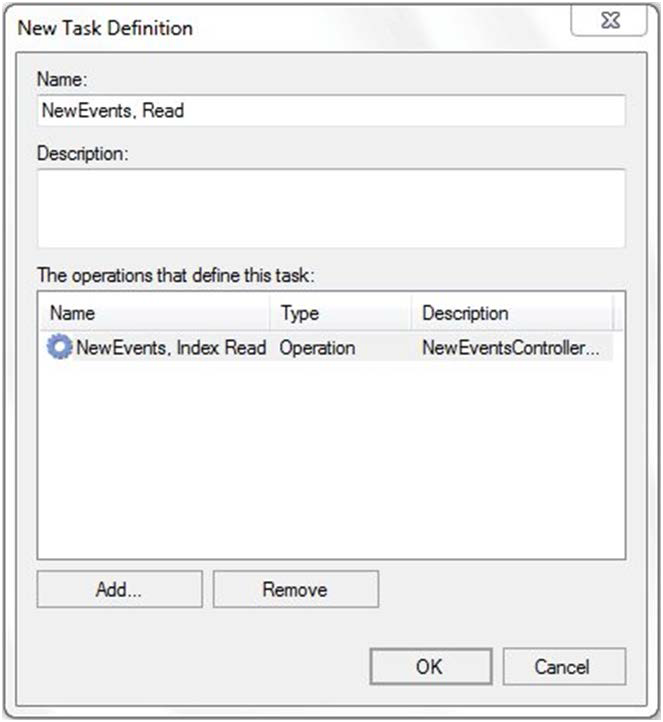 New Task Definition
Name:
NewEvents, Read
Description:
The operations that define this task:
Name Type Description
NewEvents, Index Read Operation NewEventsController...
Add... Remove
OK Cancel